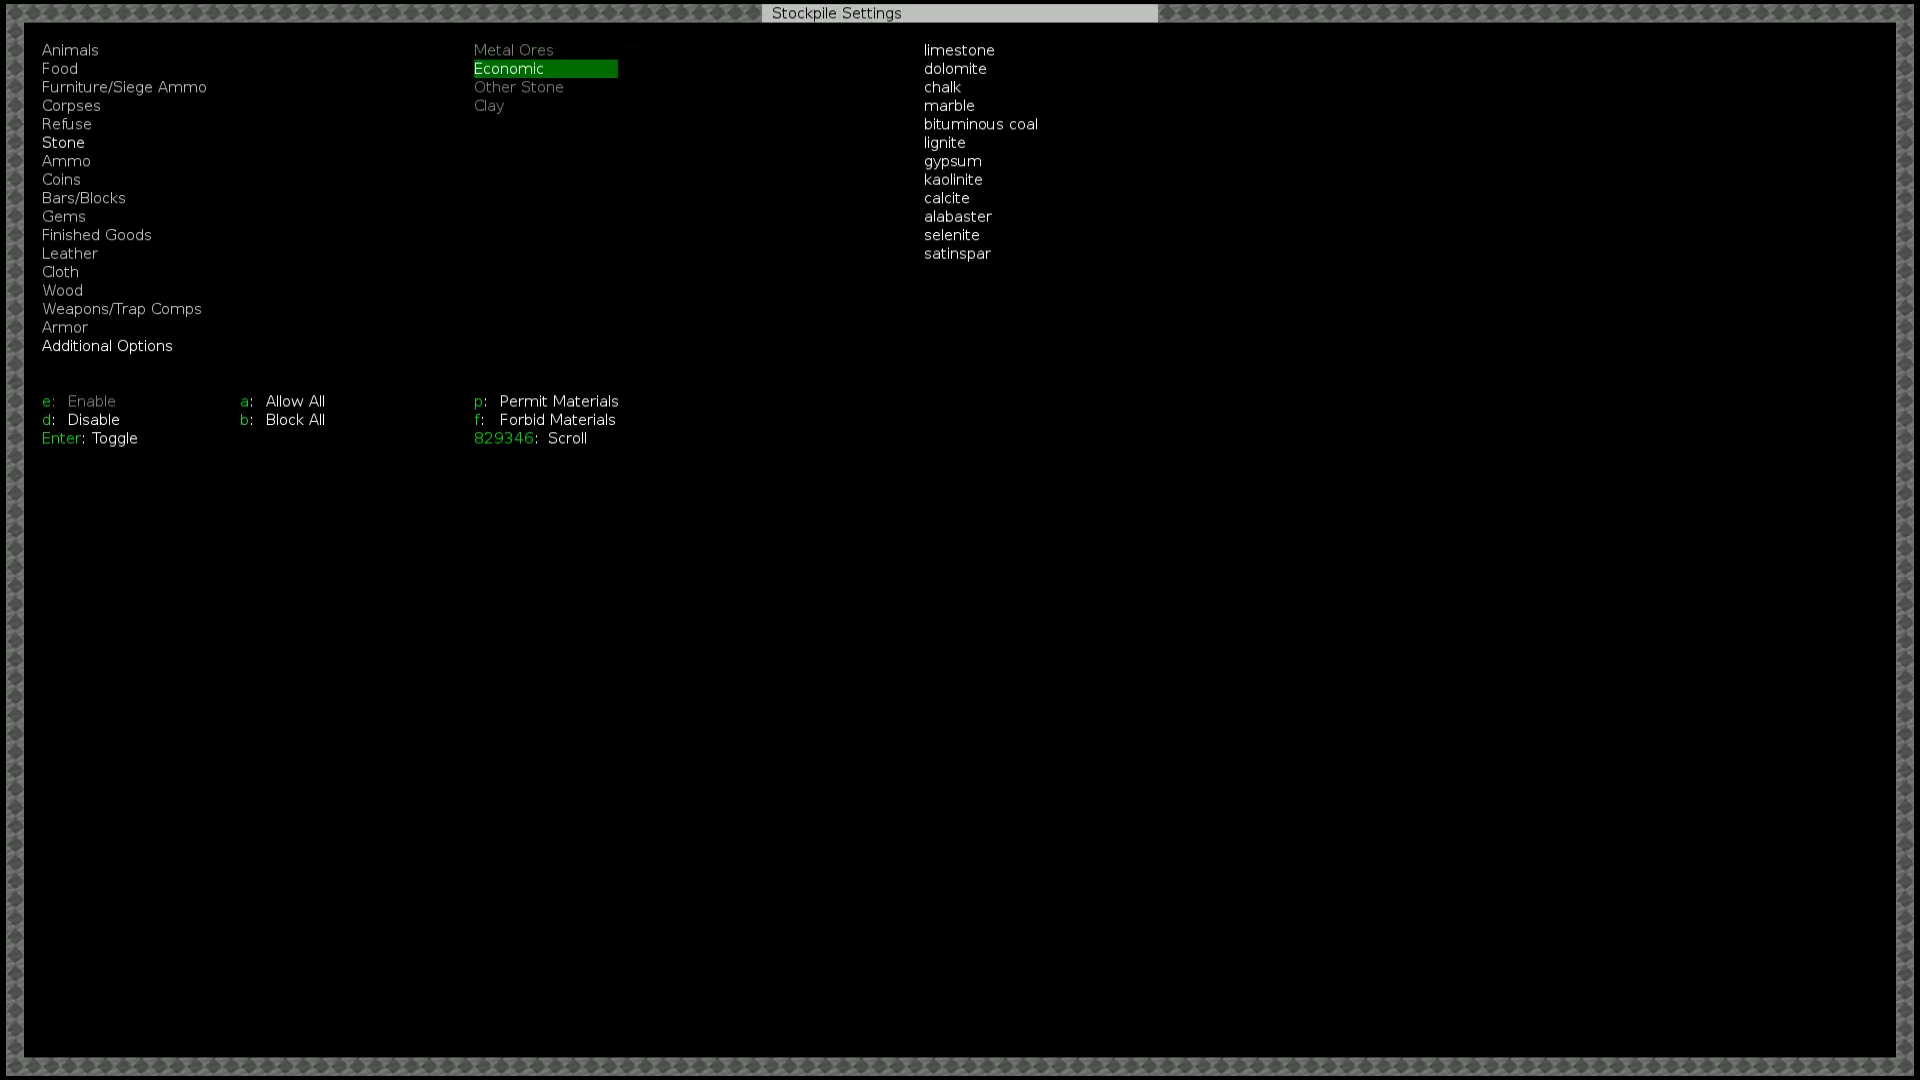 Stockpile Settings
Animals
Food
Furniture/Siege Ammo
Corpses
Refuse
Stone
Ammo
Coins
Bars/Blocks
Gems
Finished Goods
Leather
Cloth
Wood
Weapons/Trap Comps
Armor
Additional Options
Metal Ores
Economic
Other Stone
Clay
limestone
dolomite
chalk
marble
bituminous coal
lignite
gypsum
kaolinite
calcite
alabaster
selenite
satinspar
e: Enable a: Allow All p: Permit Materials
d: Disable b: Block All f: Forbid Materials
Enter: Toggle 829346: Scroll